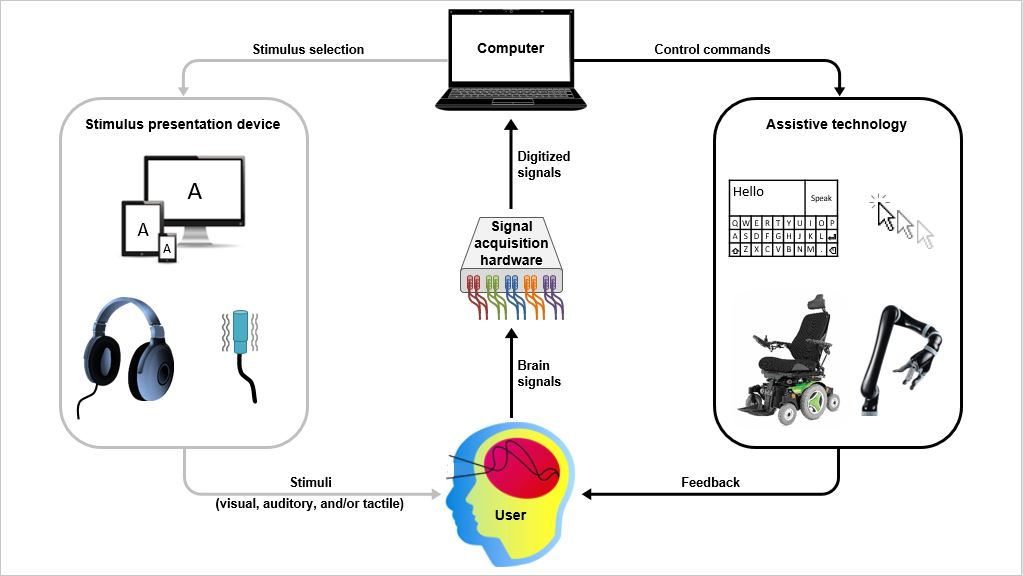 Stimulus selection
Computer
Control commands
Stimulus presentation device
A
A
A
Digitized
signals
Signal
acquisition
hardware
Brain
signals
Assistive technology
Hello
Speak
Q W E R T Y U I O P
A S D F G H J K L
Z X C V B N M .
Stimuli
(visual, auditory, and/or tactile)
User
Feedback